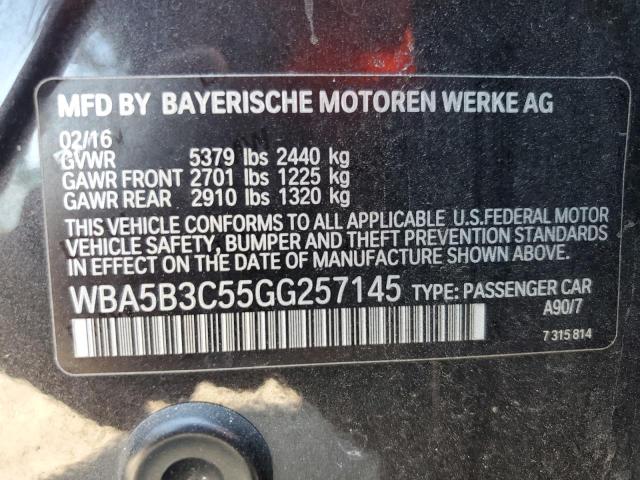 MFD BY BAYERISCHE MOTOREN WERKE AG
02/16
GVWR 5379 lbs 2440 kg
GAWR FRONT 2701 lbs 1225 kg
GAWR REAR 2910 lbs 1320 kg
THIS VEHICLE CONFORMS TO ALL APPLICABLE U.S.FEDERAL MOTOR
VEHICLE SAFETY, BUMPER AND THEFT PREVENTION STANDARDS
IN EFFECT ON THE DATE OF MANUFACTURE SHOWN ABOVE.
WBA5B3C55GG257145 TYPE: PASSENGER CAR
A90/7
7 315 814